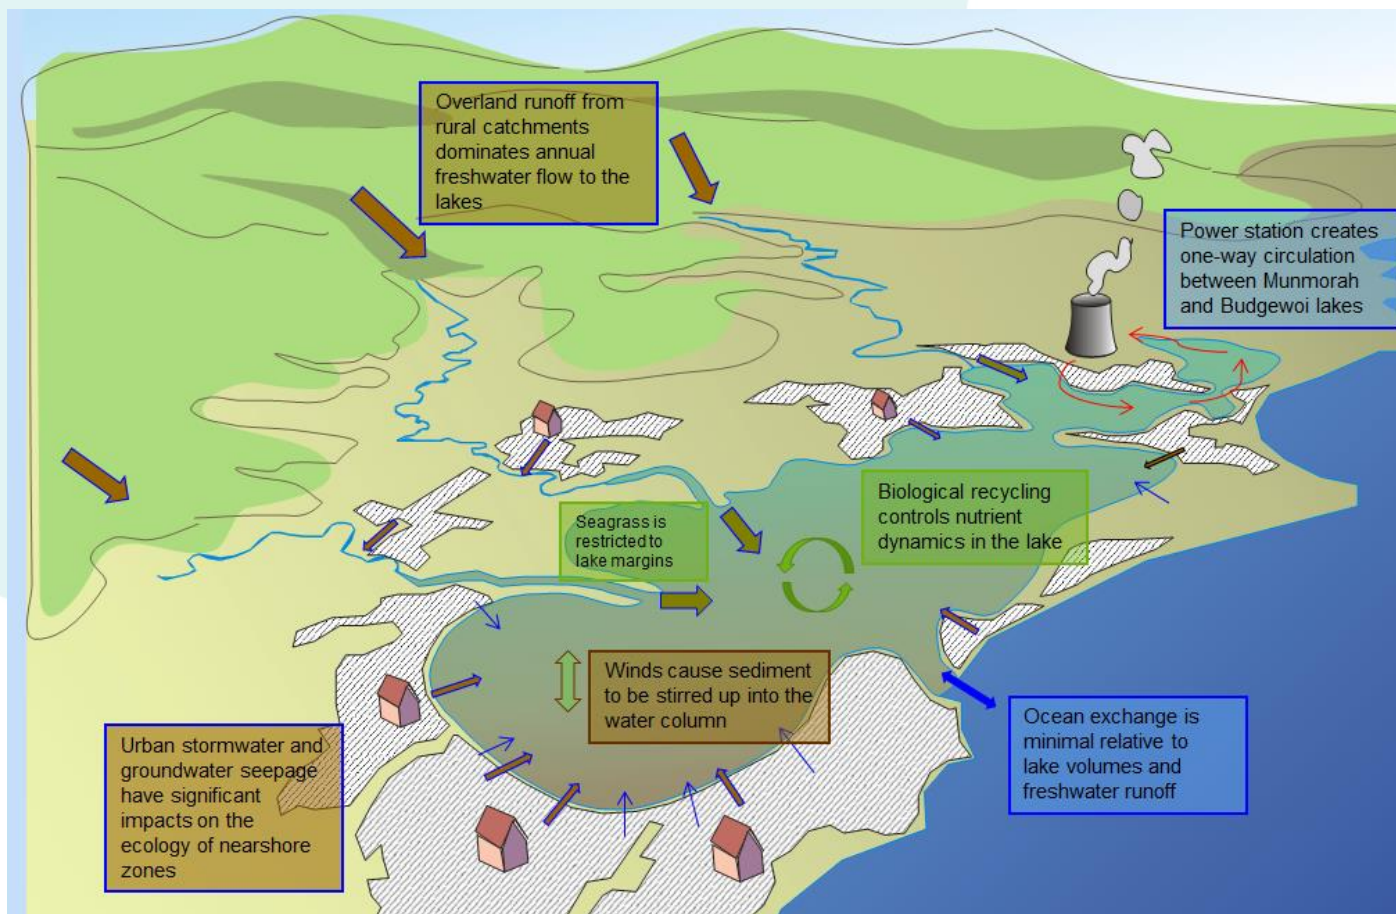 Overland runoff from
rural catchments
dominates annual
freshwater flow to the
lakes
Power station creates
one-way circulation
between Munmorah
and Budgewoi lakes
Seagrass is
restricted to
lake margins
Biological recycling
controls nutrient
dynamics in the lake
Winds cause sediment
to be stirred up into the
water column
Urban stormwater and
groundwater seepage
have significant
impacts on the
ecology of nearshore
zones
Ocean exchange is
minimal relative to
lake volumes and
freshwater runoff